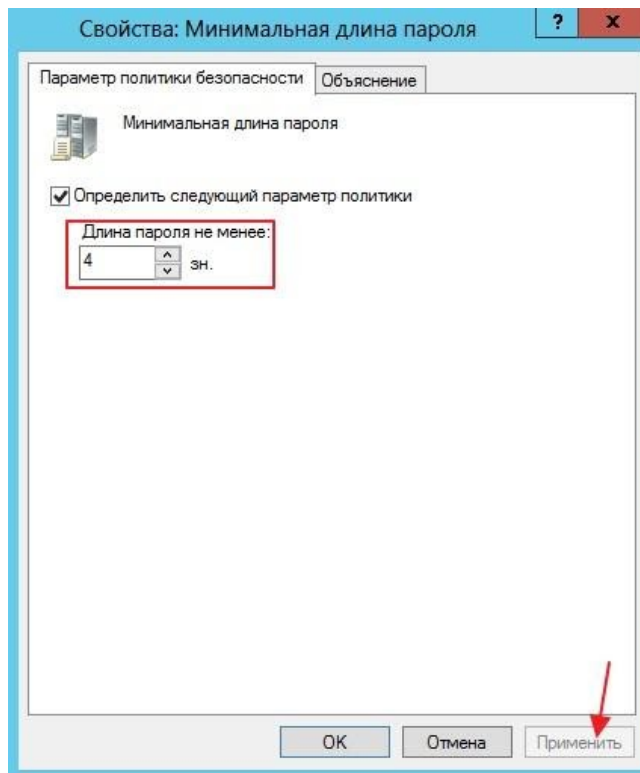 Свойства: Минимальная длина пароля
?
x
Параметр политики безопасности
Объяснение
Минимальная длина пароля
Определить следующий параметр политики
Длина пароля не менее:
4
зн.
OK
Отмена
Применить